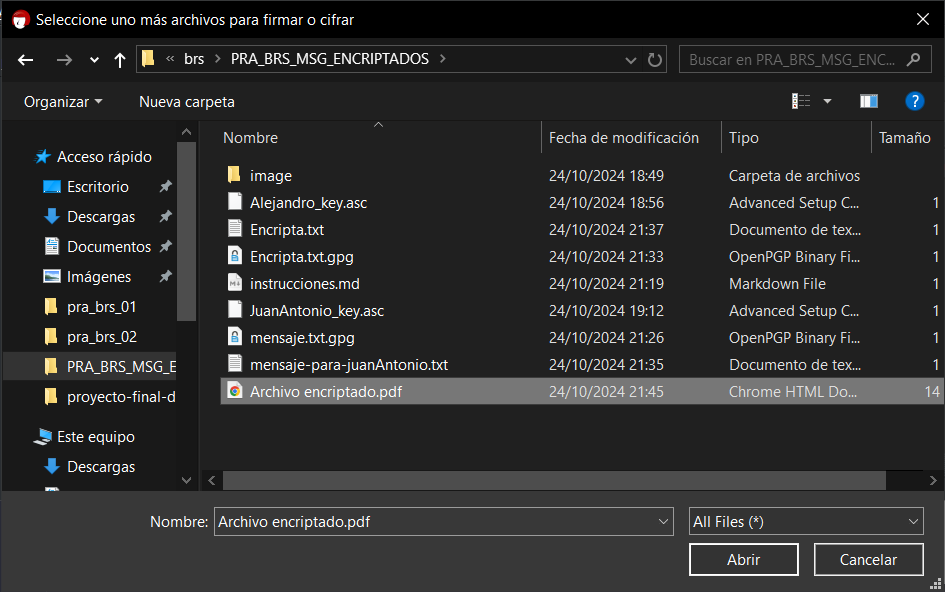 Seleccione uno más archivos para firmar o cifrar
« brs > PRA_BRS_MSG_ENCRIPTADOS >
Buscar en PRA_BRS_MSG_ENC...
Organizar
Nueva carpeta
?
Acceso rápido
Escritorio
Descargas
Documentos
Imágenes
pra_brs_01
pra_brs_02
PRA_BRS_MSG_E
proyecto-final-d
Este equipo
Descargas
Nombre Fecha de modificación Tipo Tamaño
image 24/10/2024 18:49 Carpeta de archivos
Alejandro_key.asc 24/10/2024 18:56 Advanced Setup C... 1
Encripta.txt 24/10/2024 21:37 Documento de tex... 1
Encripta.txt.gpg 24/10/2024 21:33 OpenPGP Binary Fi... 1
instrucciones.md 24/10/2024 21:19 Markdown File 1
JuanAntonio_key.asc 24/10/2024 19:12 Advanced Setup C... 1
mensaje.txt.gpg 24/10/2024 21:26 OpenPGP Binary Fi... 1
mensaje-para-juanAntonio.txt 24/10/2024 21:35 Documento de tex... 1
Archivo encriptado.pdf 24/10/2024 21:45 Chrome HTML Do... 14
Nombre: Archivo encriptado.pdf
All Files (*)
Abrir
Cancelar